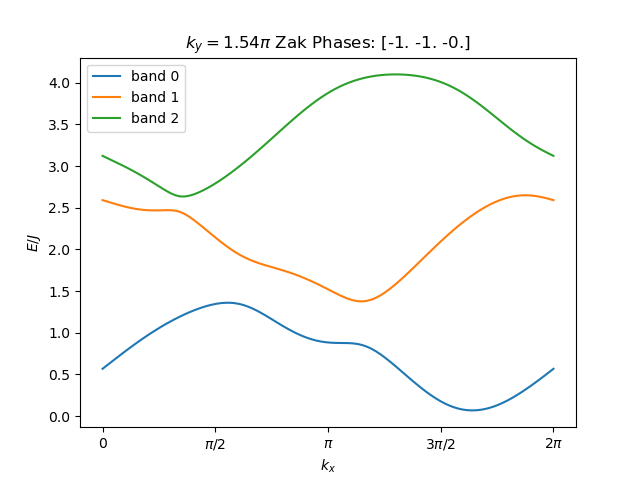 k_y = 1.54π Zak Phases: [-1. -1. -0.]
band 0
band 1
band 2
4.0
3.5
3.0
2.5
2.0
1.5
1.0
0.5
0.0
E/J
0 π/2 π 3π/2 2π
k_x